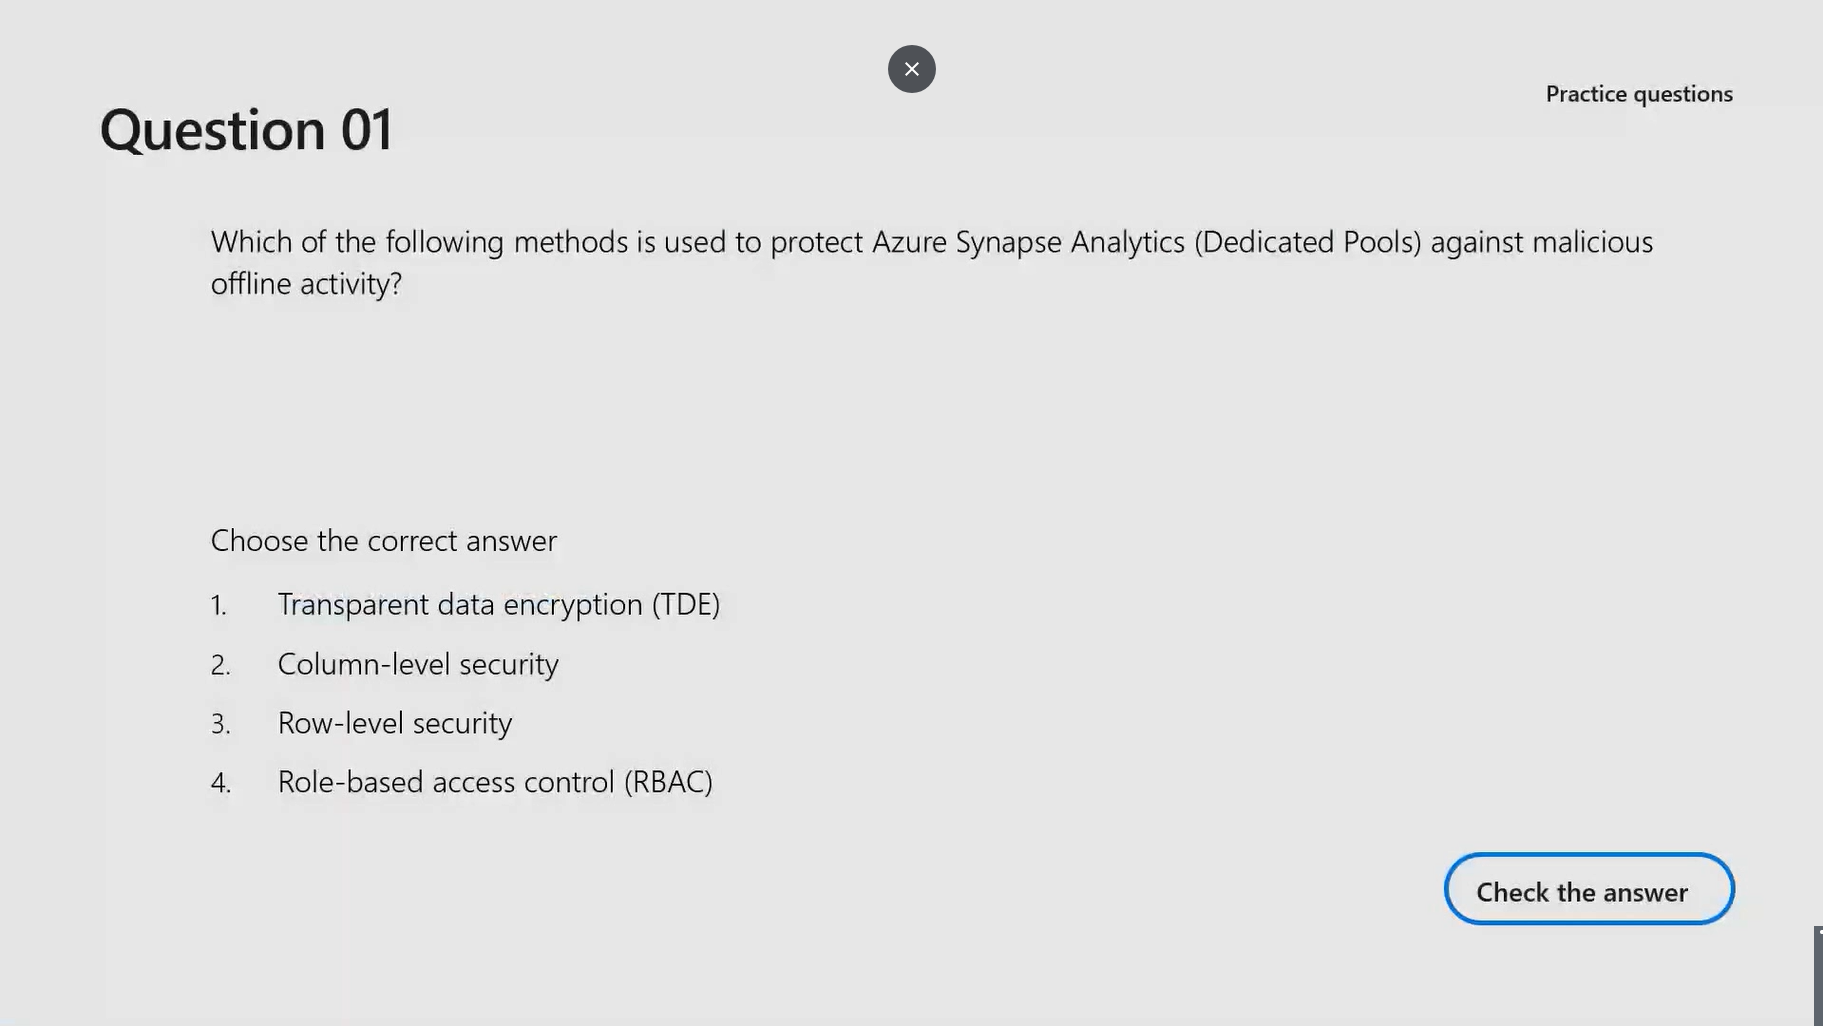 Practice questions
Question 01
Which of the following methods is used to protect Azure Synapse Analytics (Dedicated Pools) against malicious
offline activity?
Choose the correct answer
1. Transparent data encryption (TDE)
2. Column-level security
3. Row-level security
4. Role-based access control (RBAC)
Check the answer